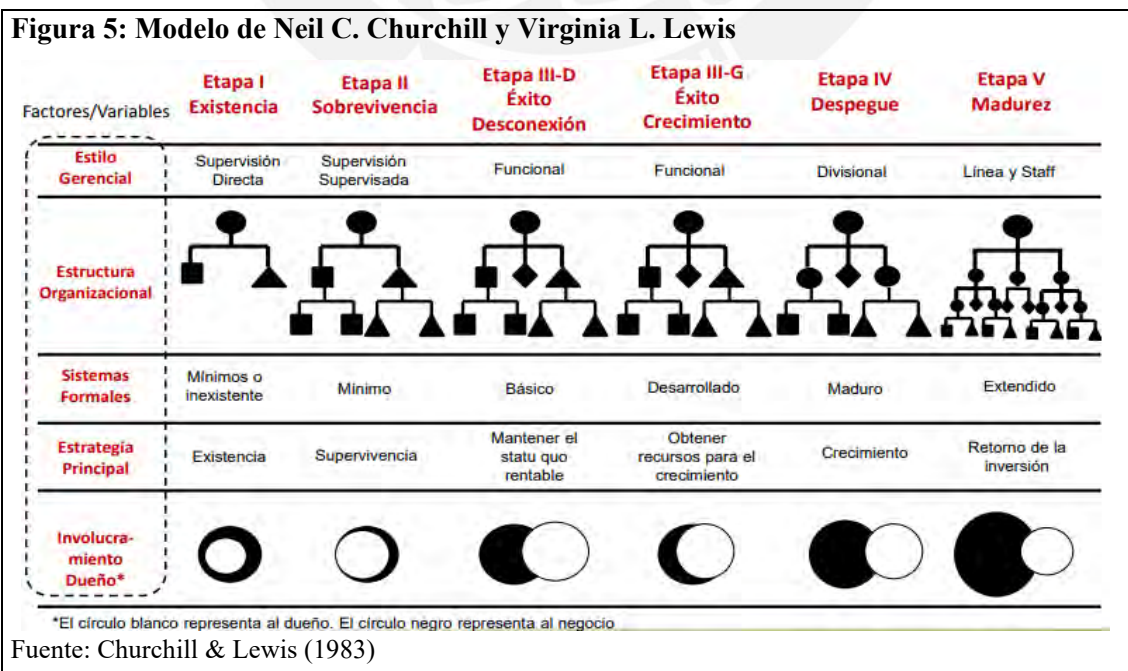 Figura 5: Modelo de Neil C. Churchill y Virginia L. Lewis
Factores/Variables
Etapa I
Existencia
Etapa II
Sobrevivencia
Etapa III-D
Éxito
Desconexión
Etapa III-G
Éxito
Crecimiento
Etapa IV
Despegue
Etapa V
Madurez
Estilo
Gerencial
Supervisión
Directa
Supervisión
Supervisada
Funcional
Funcional
Divisional
Línea y Staff
Estructura
Organizacional
Sistemas
Formales
Mínimos o
inexistente
Mínimo
Básico
Desarrollado
Maduro
Extendido
Estrategia
Principal
Existencia
Supervivencia
Mantener el
statu quo
rentable
Obtener
recursos para el
crecimiento
Crecimiento
Retorno de la
inversión
Involucra-
miento
Dueño*
*El círculo blanco representa al dueño. El círculo negro representa al negocio
Fuente: Churchill & Lewis (1983)